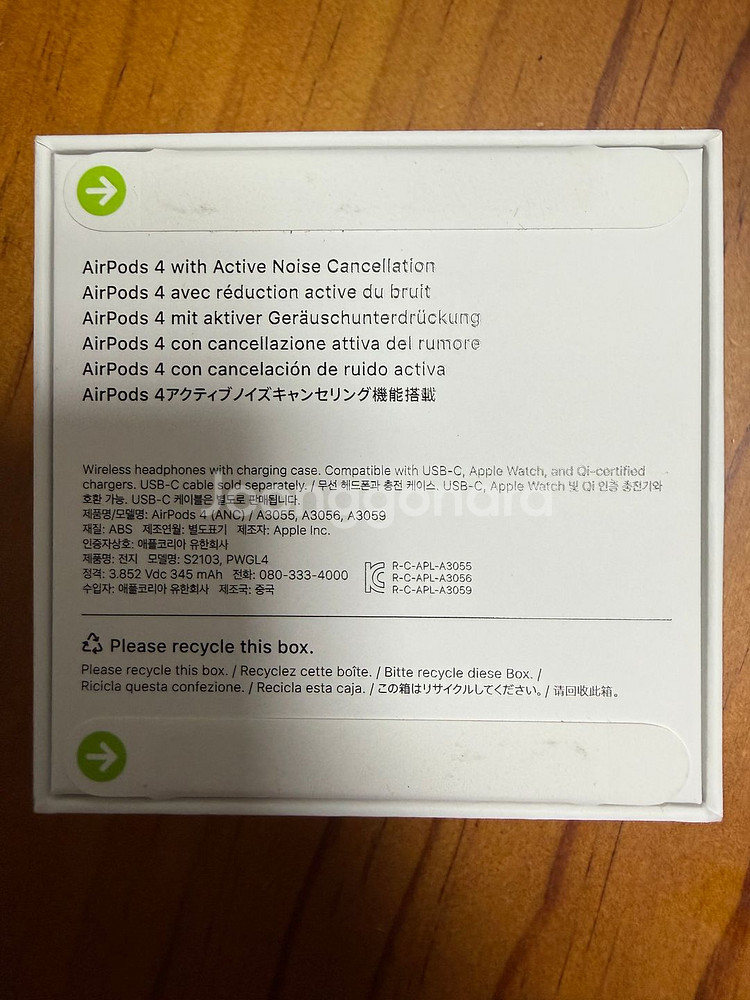 AirPods 4 with Active Noise Cancellation
AirPods 4 avec réduction active du bruit
AirPods 4 mit aktiver Geräuschunterdrückung
AirPods 4 con cancellazione attiva del rumore
AirPods 4 con cancelación de ruido activa
AirPods 4アクティブノイズキャンセリング機能搭載
Wireless headphones with charging case. Compatible with USB-C, Apple Watch, and Qi-certified
chargers. USB-C cable sold separately. / 무선 헤드폰과 충전 케이스. USB-C, Apple Watch 및 Qi 인증 충전기와
호환 가능. USB-C 케이블은 별도로 판매됩니다.
Joonggonara
제품명/모델명: AirPods 4 (ANC) / A3055, A3056, A3059
재질: ABS 제조연월: 별도표기 제조자: Apple Inc.
인증자상호: 애플코리아 유한회사
제품명: 전지 모델명: S2103, PWGL4
정격: 3.852 Vdc 345 mAh 전화: 080-333-4000
수입자: 애플코리아 유한회사 제조국: 중국
R-C-APL-A3055
R-C-APL-A3056
R-C-APL-A3059
Please recycle this box.
Please recycle this box. / Recyclez cette boîte. / Bitte recycle diese Box. /
Ricicla questa confezione. / Recicla esta caja. / この箱はリサイクルしてください。/ 请回收此箱。